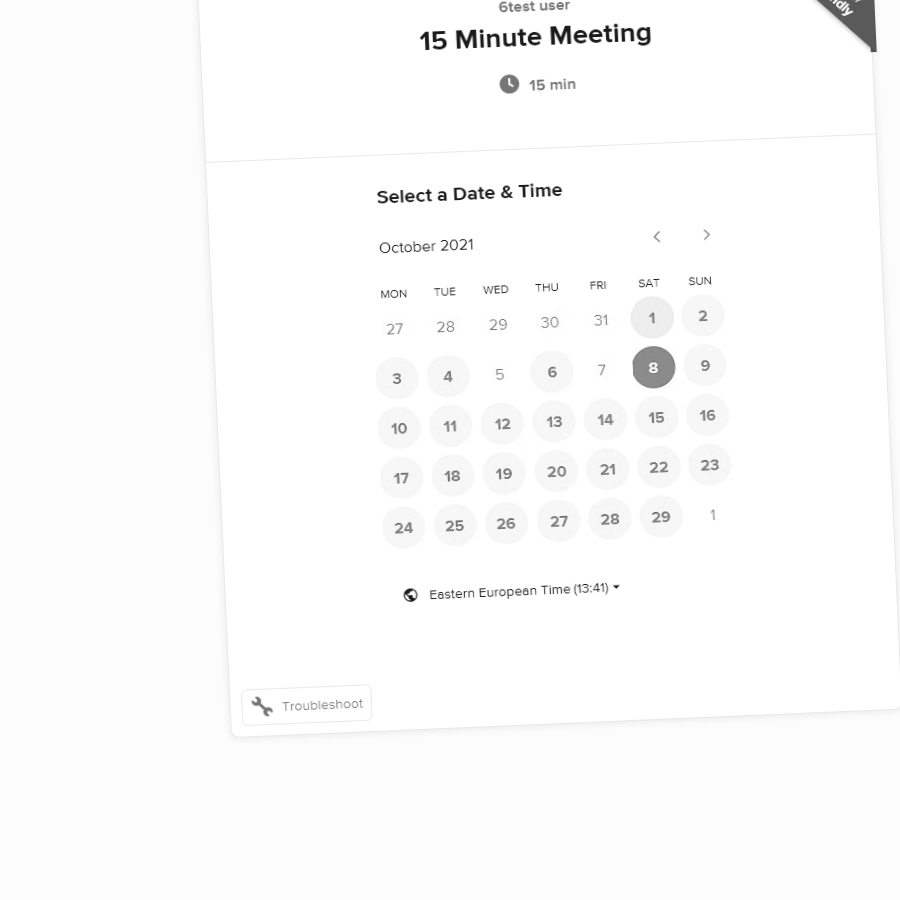 6test user
15 Minute Meeting
15 min
Select a Date & Time
October 2021
MON TUE WED THU FRI SAT SUN
27 28 29 30 31 1 2
3 4 5 6 7 8 9
10 11 12 13 14 15 16
17 18 19 20 21 22 23
24 25 26 27 28 29 1
Eastern European Time (13:41)
Troubleshoot